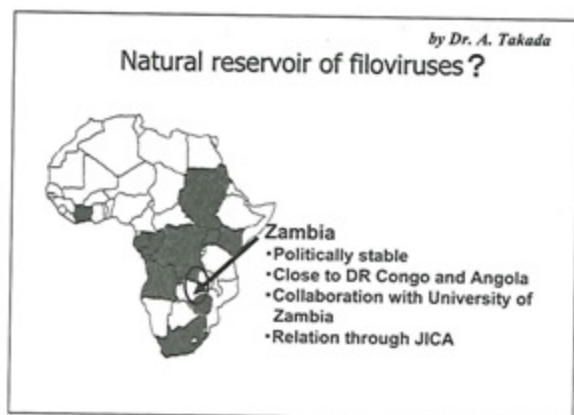 by Dr. A. Takada
Natural reservoir of filoviruses?
Zambia
•Politically stable
•Close to DR Congo and Angola
•Collaboration with University of
Zambia
•Relation through JICA